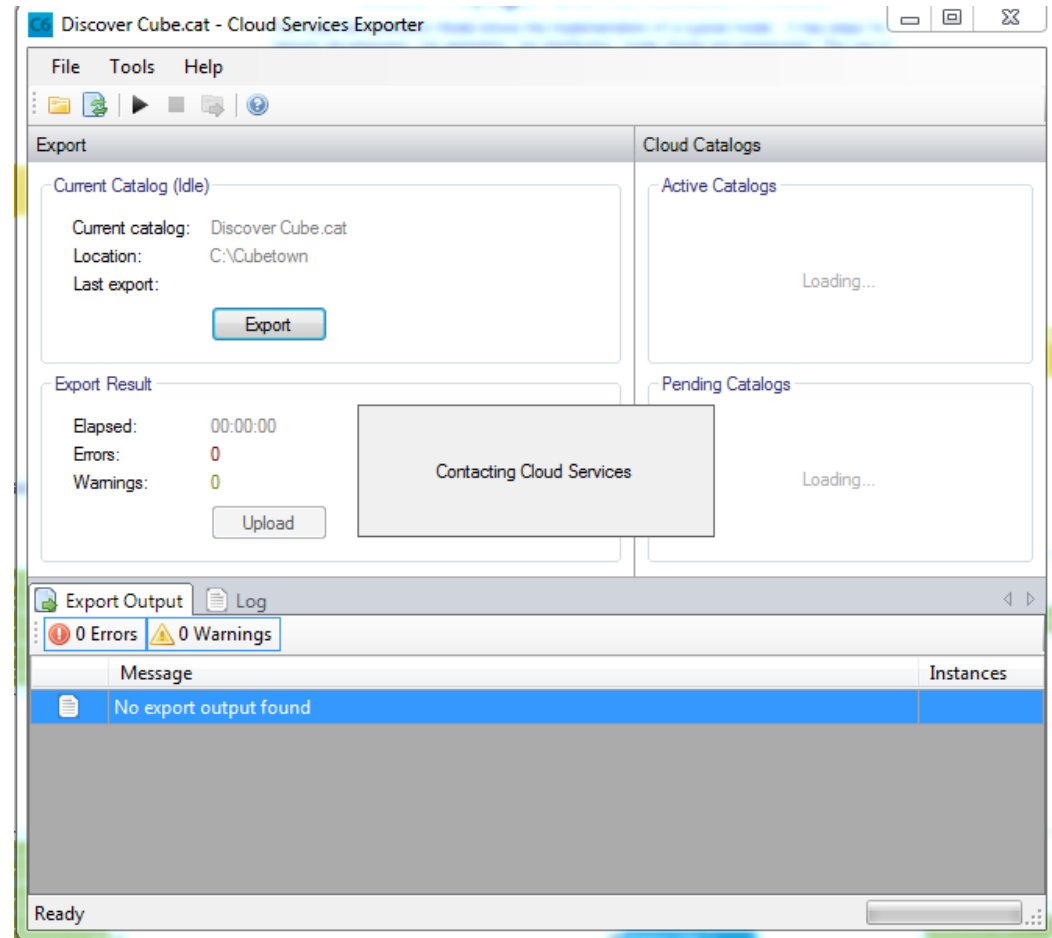 C6 Discover Cube.cat - Cloud Services Exporter
File Tools Help
Export
Cloud Catalogs
Current Catalog (Idle)
Current catalog: Discover Cube.cat
Location: C:\Cubetown
Last export:
Export
Active Catalogs
Loading...
Export Result
Elapsed: 00:00:00
Errors: 0
Warnings: 0
Upload
Contacting Cloud Services
Pending Catalogs
Loading...
Export Output Log
0 Errors 0 Warnings
Message Instances
No export output found
Ready